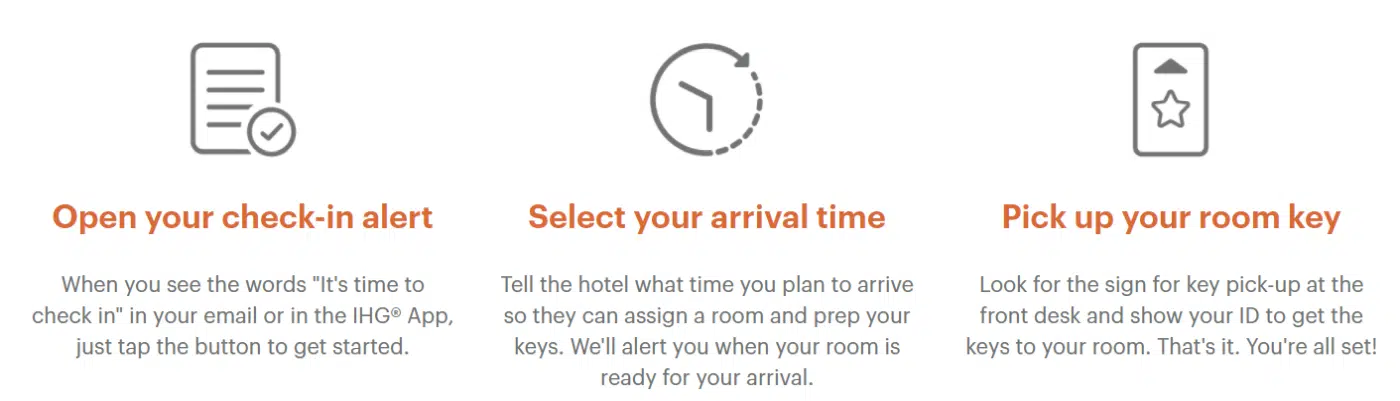 Open your check-in alert
When you see the words "It's time to
check in" in your email or in the IHG® App,
just tap the button to get started.
Select your arrival time
Tell the hotel what time you plan to arrive
so they can assign a room and prep your
keys. We'll alert you when your room is
ready for your arrival.
Pick up your room key
Look for the sign for key pick-up at the
front desk and show your ID to get the
keys to your room. That's it. You're all set!